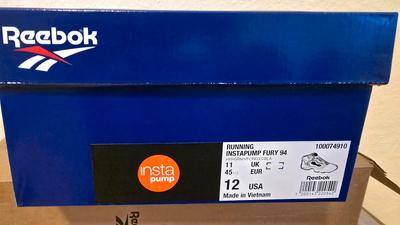 Reebok
insta
pump
RUNNING 100074910
INSTAPUMP FURY 94
11 UK
45 EUR
12 USA
Made in Vietnam
Reebok